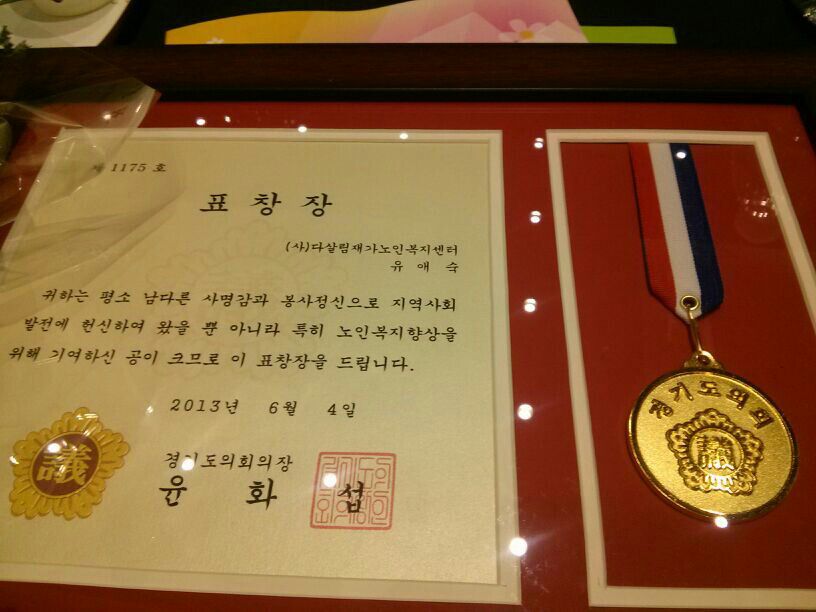 제 1175 호
표 창 장
(사)다살림재가노인복지센터
유 애 숙
귀하는 평소 남다른 사명감과 봉사정신으로 지역사회
발전에 헌신하여 왔을 뿐 아니라 특히 노인복지향상을
위해 기여하신 공이 크므로 이 표창장을 드립니다.
2013년 6월 4일
경기도의회의장
윤 화 섭
議
경기도의회
議